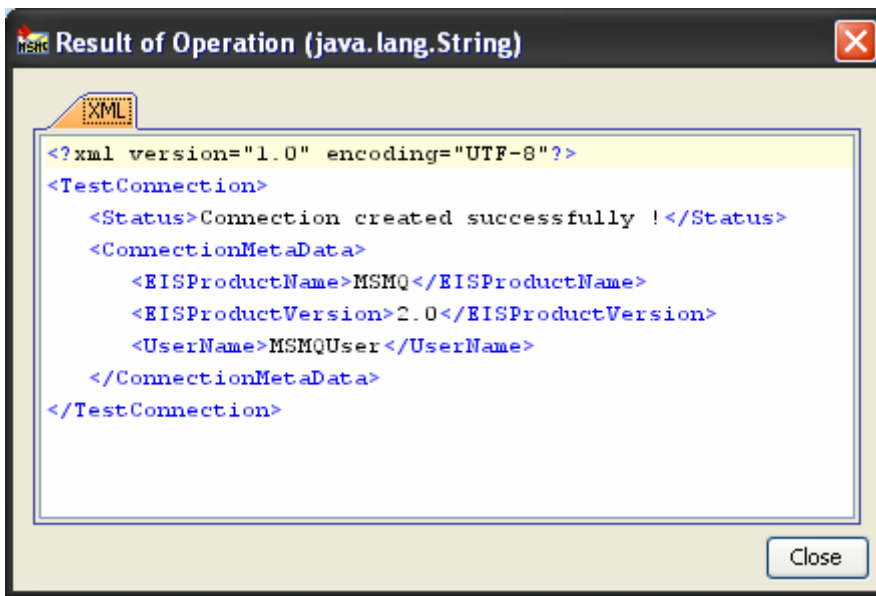 Result of Operation (java.lang.String)
XML
<?xml version="1.0" encoding="UTF-8"?>
<TestConnection>
<Status>Connection created successfully !</Status>
<ConnectionMetaData>
<EISProductName>MSMQ</EISProductName>
<EISProductVersion>2.0</EISProductVersion>
<UserName>MSMQUser</UserName>
</ConnectionMetaData>
</TestConnection>
Close